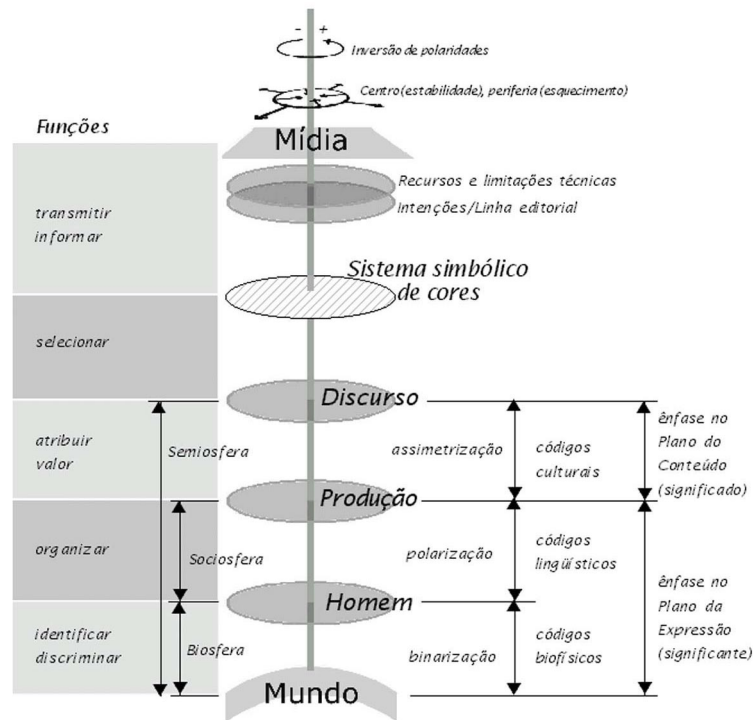 - +
Inversão de polaridades
Centro (estabilidade), periferia (esquecimento)
Funções
Mídia
Recursos e limitações técnicas
Intenções/Linha editorial
transmitir
informar
Sistema simbólico
de cores
selecionar
Discurso
atribuir
valor
Semiosfera
assimetrização
códigos
culturais
ênfase no
Plano do
Conteúdo
(significado)
Produção
organizar
Sociosfera
polarização
códigos
lingüísticos
Homem
ênfase no
Plano da
Expressão
(significante)
identificar
discriminar
Biosfera
binarização
códigos
biofísicos
Mundo